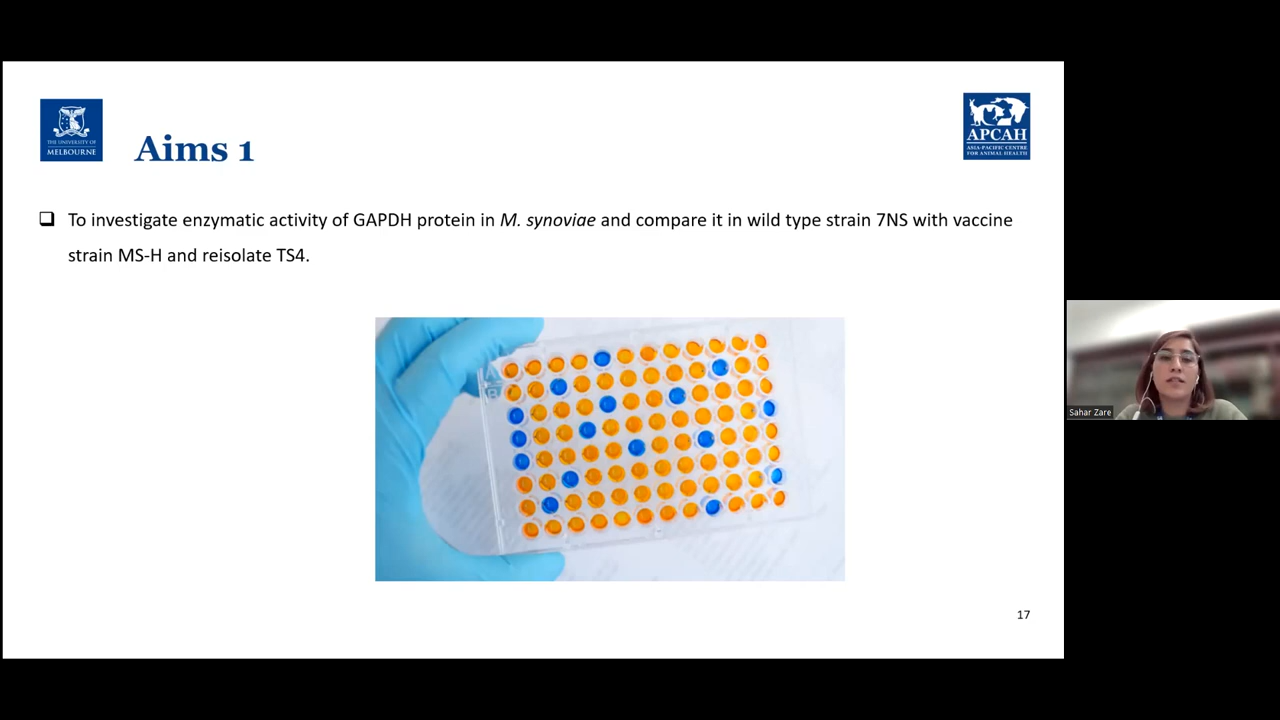 THE UNIVERSITY OF
MELBOURNE
Aims 1
APCAH
ASIA-PACIFIC CENTRE
FOR ANIMAL HEALTH
❑ To investigate enzymatic activity of GAPDH protein in M. synoviae and compare it in wild type strain 7NS with vaccine
strain MS-H and reisolate TS4.
A
B
Sahar Zare
17